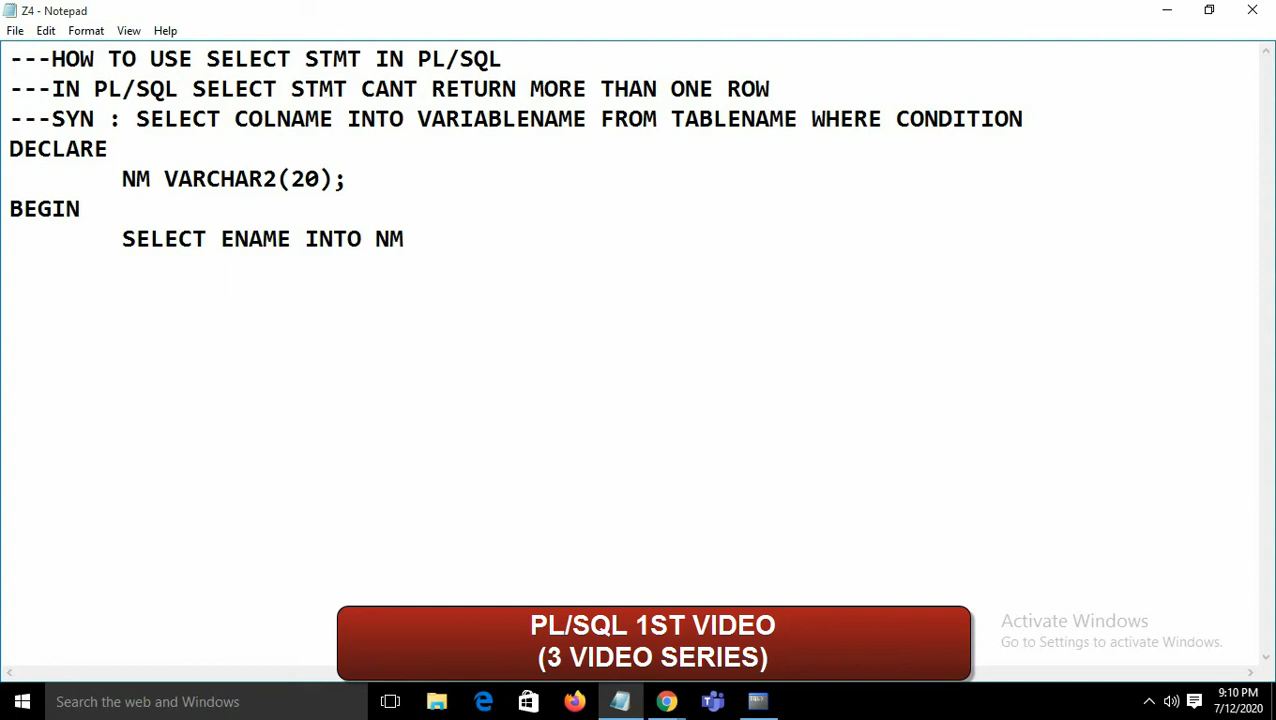 Z4 - Notepad
File Edit Format View Help
---HOW TO USE SELECT STMT IN PL/SQL
---IN PL/SQL SELECT STMT CANT RETURN MORE THAN ONE ROW
---SYN : SELECT COLNAME INTO VARIABLENAME FROM TABLENAME WHERE CONDITION
DECLARE
NM VARCHAR2(20);
BEGIN
SELECT ENAME INTO NM
PL/SQL 1ST VIDEO
(3 VIDEO SERIES)
Activate Windows
Go to Settings to activate Windows.
Search the web and Windows
9:10 PM
7/12/2020